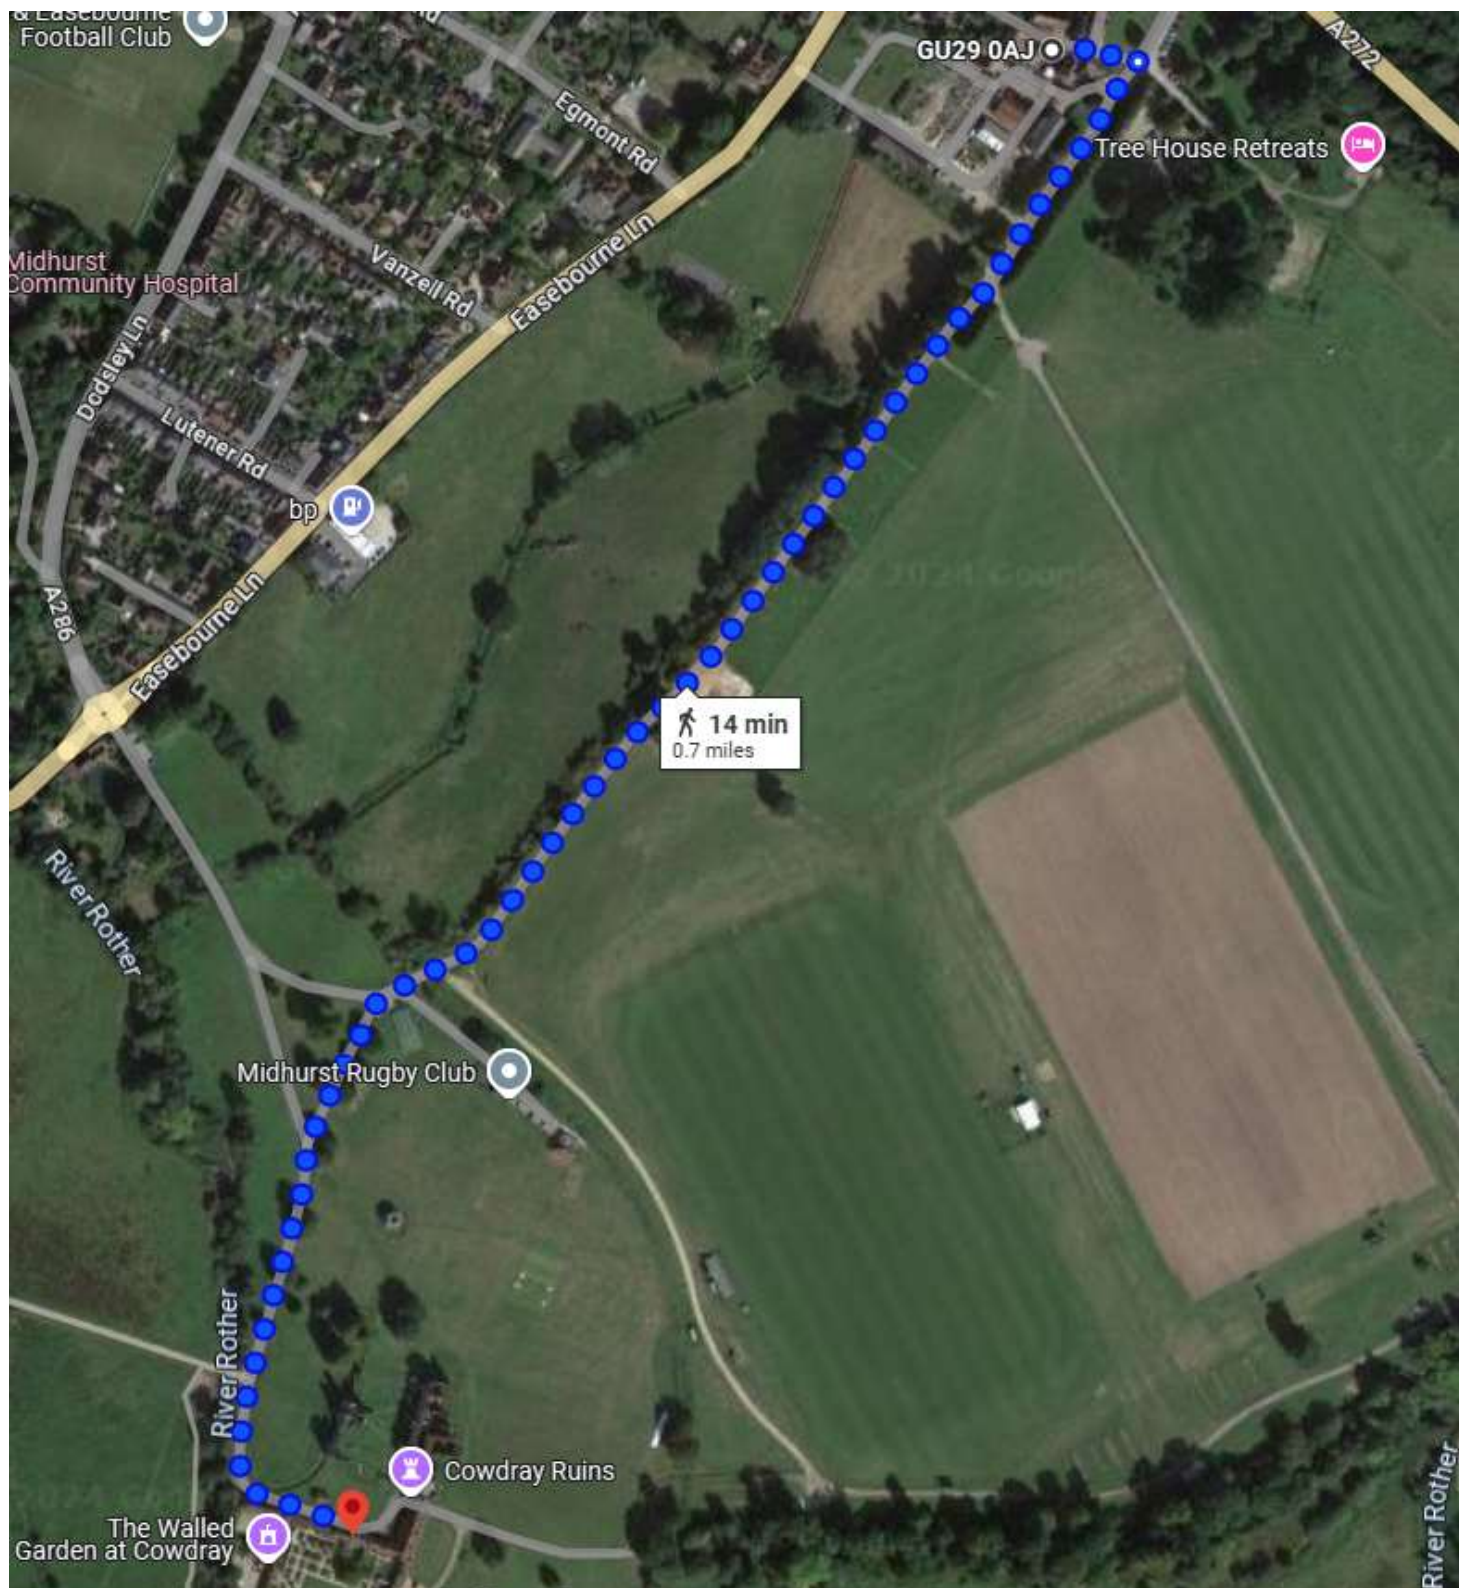 & Easebourne
Football Club
GU29 0AJ
A272
Egmont Rd
Tree House Retreats
Midhurst
Community Hospital
Vanzell Rd
Easebourne Ln
Dodsley Ln
Lutener Rd
bp
A286
Easebourne Ln
14 min
0.7 miles
River Rother
Midhurst Rugby Club
River Rother
Cowdray Ruins
The Walled
Garden at Cowdray
River Rother